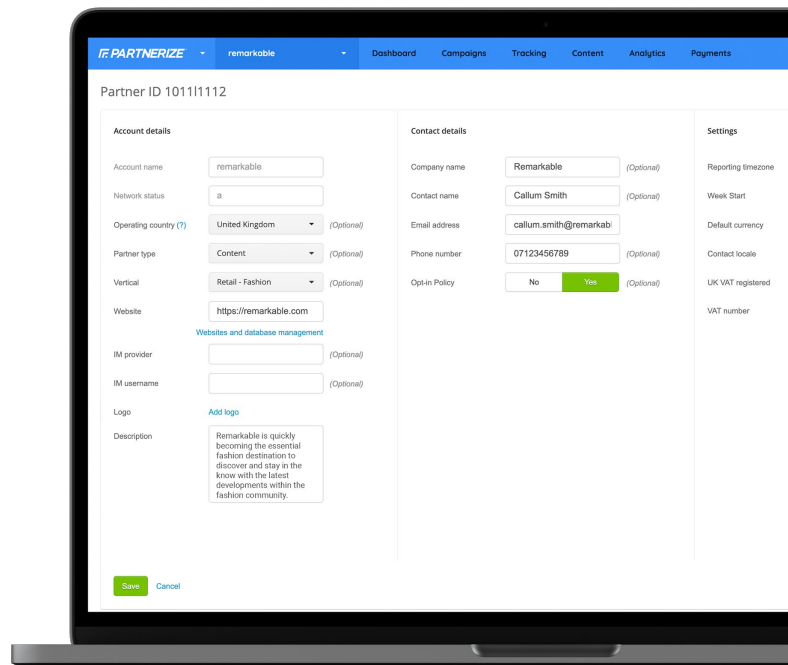 PARTNERIZE remarkable Dashboard Campaigns Tracking Content Analytics Payments
Partner ID 1011l1112
Account details
Account name remarkable
Network status a
Operating country (?) United Kingdom (Optional)
Partner type Content (Optional)
Vertical Retail - Fashion (Optional)
Website https://remarkable.com
Websites and database management
IM provider (Optional)
IM username (Optional)
Logo Add logo
Description Remarkable is quickly
becoming the essential
fashion destination to
discover and stay in the
know with the latest
developments within the
fashion community.
Contact details
Company name Remarkable (Optional)
Contact name Callum Smith (Optional)
Email address callum.smith@remarkabl
Phone number 07123456789 (Optional)
Opt-in Policy No Yes (Optional)
Settings
Reporting timezone
Week Start
Default currency
Contact locale
UK VAT registered
VAT number
Save Cancel